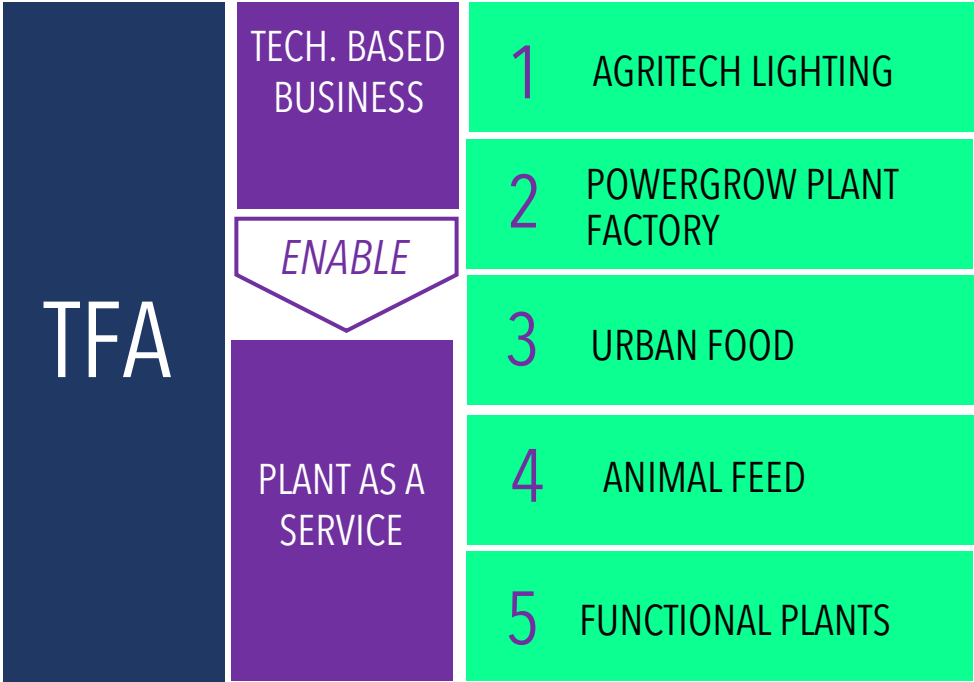 TFA
TECH. BASED
BUSINESS
ENABLE
PLANT AS A
SERVICE
1 AGRITECH LIGHTING
2 POWERGROW PLANT
FACTORY
3 URBAN FOOD
4 ANIMAL FEED
5 FUNCTIONAL PLANTS